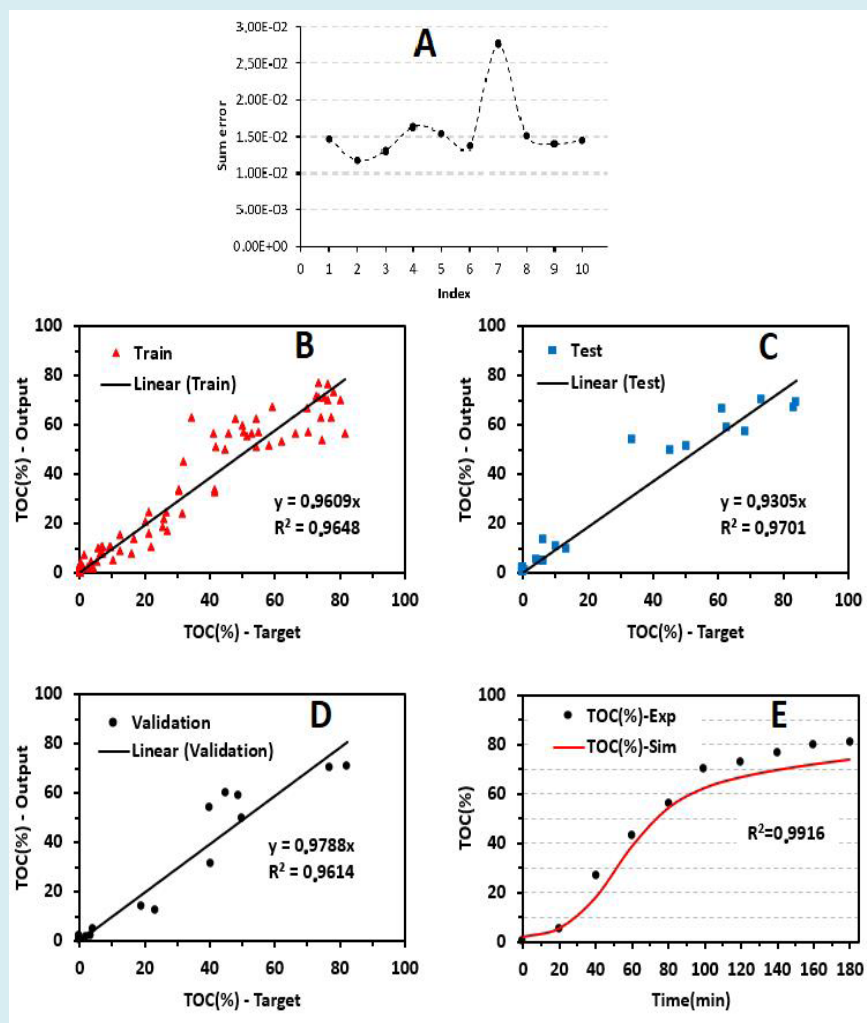 A
3,00E-02
2,50E-02
2,00E-02
1,50E-02
1,00E-02
5,00E-03
0,00E+00
Sum error
0 1 2 3 4 5 6 7 8 9 10
Index
B
Train
Linear (Train)
y = 0,9609x
R² = 0,9648
100
80
60
40
20
0
TOC(%) - Output
0 20 40 60 80 100
TOC(%) - Target
C
Test
Linear (Test)
y = 0,9305x
R² = 0,9701
100
80
60
40
20
0
TOC(%) - Output
0 20 40 60 80 100
TOC(%) - Target
D
Validation
Linear (Validation)
y = 0,9788x
R² = 0,9614
100
80
60
40
20
0
TOC(%) - Output
0 20 40 60 80 100
TOC(%) - Target
E
TOC(%)-Exp
TOC(%)-Sim
R²=0,9916
100
80
60
40
20
0
TOC(%)
0 20 40 60 80 100 120 140 160 180
Time(min)